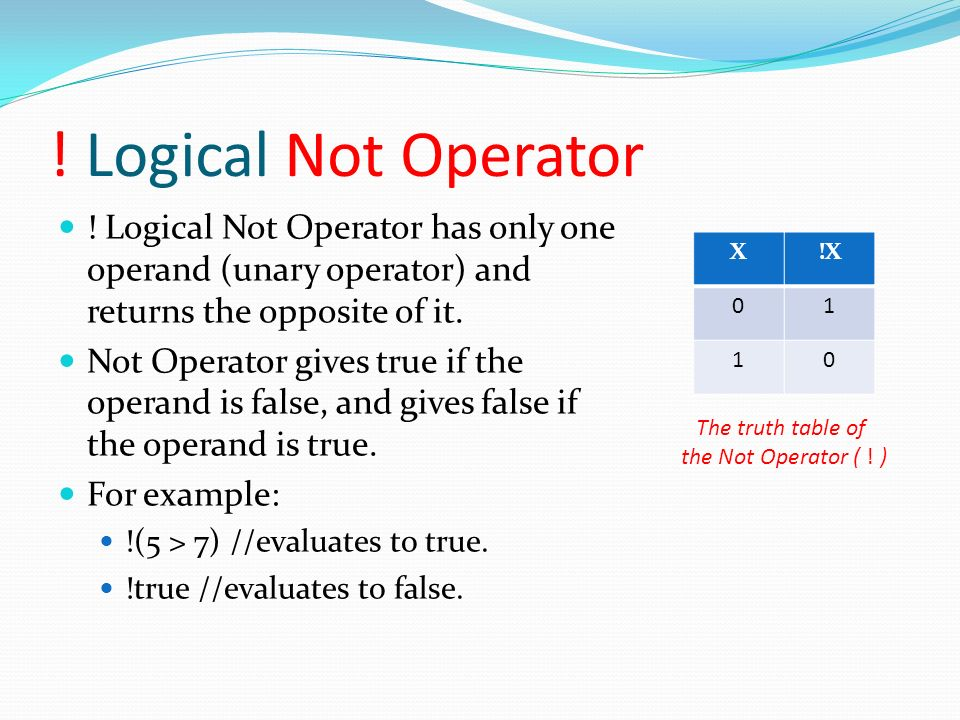 ! Logical Not Operator
! Logical Not Operator has only one
operand (unary operator) and
returns the opposite of it.
Not Operator gives true if the
operand is false, and gives false if
the operand is true.
For example:
!(5 > 7) //evaluates to true.
!true //evaluates to false.
X !X
0 1
1 0
The truth table of
the Not Operator ( ! )